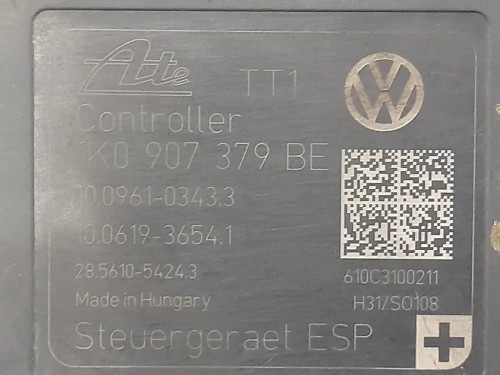 Ate TT1
Controller
1K0 907 379 BE
10.0961-0343.3
10.0619-3654.1
28.5610-5424.3 610C3100211
Made in Hungary H31/SO108
Steuergeraet ESP